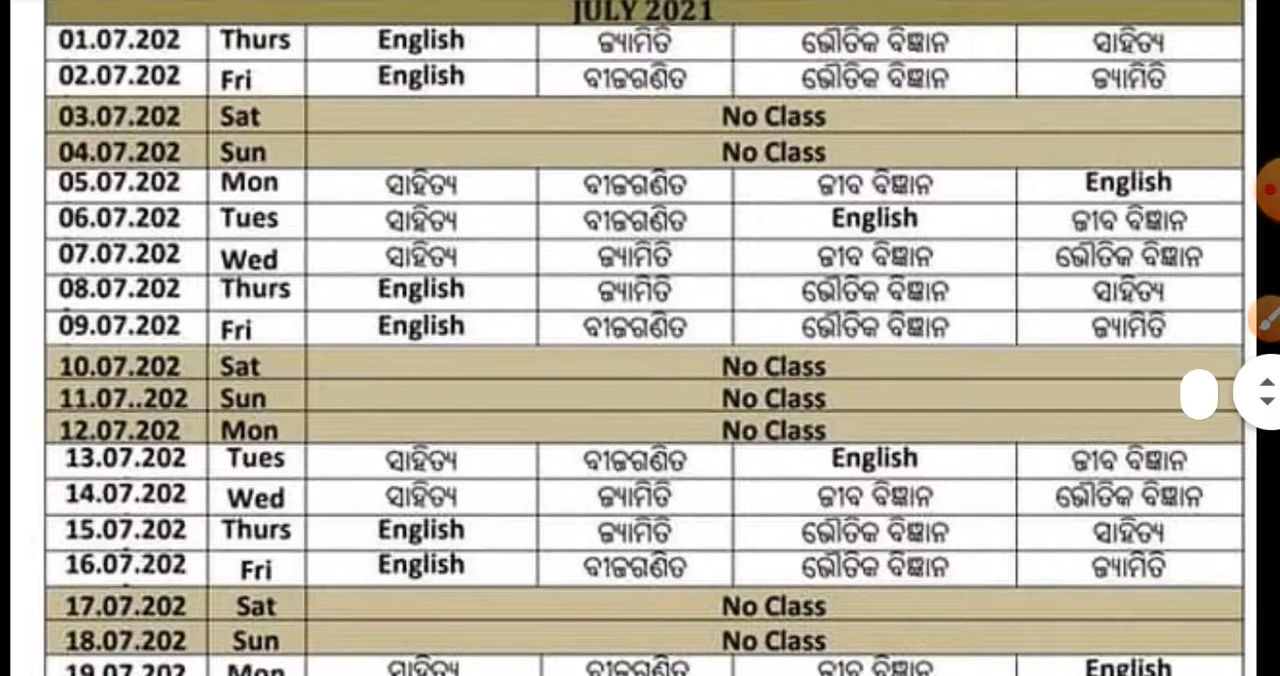 JULY 2021
01.07.202 Thurs English ଜ୍ୟାମିତି ଭୌତିକ ବିଜ୍ଞାନ ସାହିତ୍ୟ
02.07.202 Fri English ବୀଜଗଣିତ ଭୌତିକ ବିଜ୍ଞାନ ଜ୍ୟାମିତି
03.07.202 Sat No Class
04.07.202 Sun No Class
05.07.202 Mon ସାହିତ୍ୟ ବୀଜଗଣିତ ଜୀବ ବିଜ୍ଞାନ English
06.07.202 Tues ସାହିତ୍ୟ ବୀଜଗଣିତ English ଜୀବ ବିଜ୍ଞାନ
07.07.202 Wed ସାହିତ୍ୟ ଜ୍ୟାମିତି ଜୀବ ବିଜ୍ଞାନ ଭୌତିକ ବିଜ୍ଞାନ
08.07.202 Thurs English ଜ୍ୟାମିତି ଭୌତିକ ବିଜ୍ଞାନ ସାହିତ୍ୟ
09.07.202 Fri English ବୀଜଗଣିତ ଭୌତିକ ବିଜ୍ଞାନ ଜ୍ୟାମିତି
10.07.202 Sat No Class
11.07..202 Sun No Class
12.07.202 Mon No Class
13.07.202 Tues ସାହିତ୍ୟ ବୀଜଗଣିତ English ଜୀବ ବିଜ୍ଞାନ
14.07.202 Wed ସାହିତ୍ୟ ଜ୍ୟାମିତି ଜୀବ ବିଜ୍ଞାନ ଭୌତିକ ବିଜ୍ଞାନ
15.07.202 Thurs English ଜ୍ୟାମିତି ଭୌତିକ ବିଜ୍ଞାନ ସାହିତ୍ୟ
16.07.202 Fri English ବୀଜଗଣିତ ଭୌତିକ ବିଜ୍ଞାନ ଜ୍ୟାମିତି
17.07.202 Sat No Class
18.07.202 Sun No Class
19.07.202 Mon ସାହିତ୍ୟ ବୀଜଗଣିତ ଜୀବ ବିଜ୍ଞାନ English